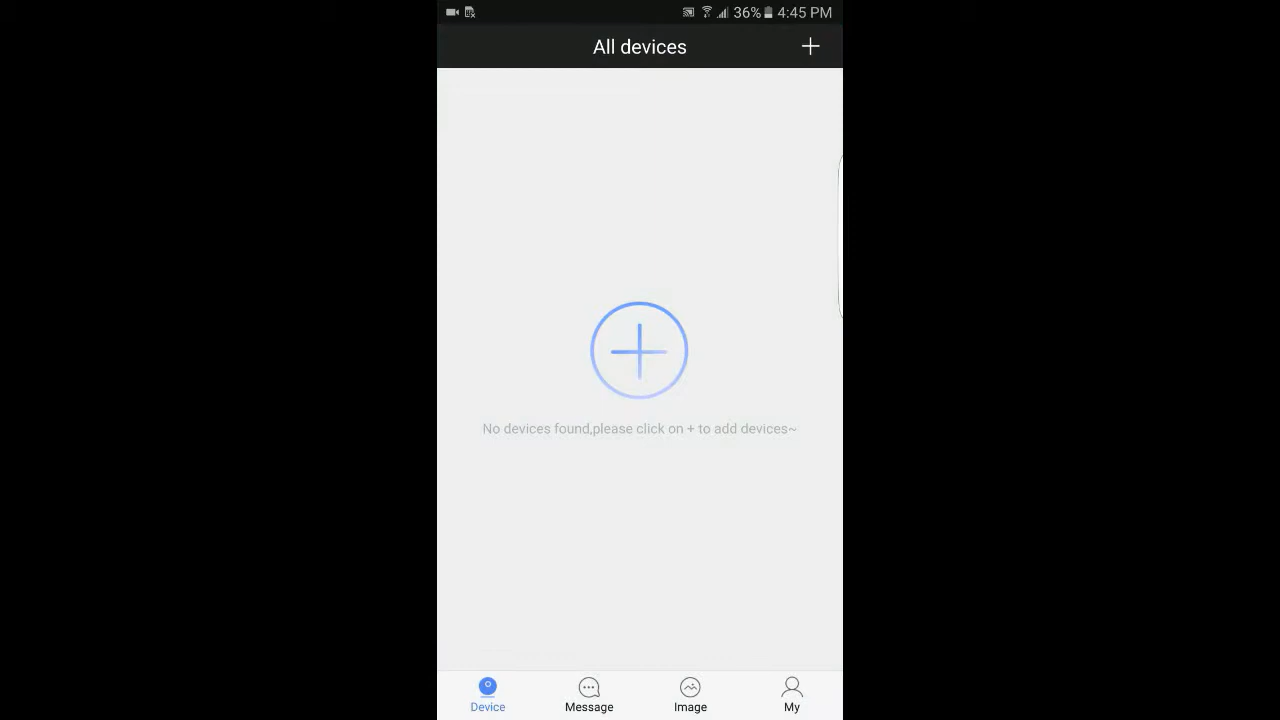 36% 4:45 PM
All devices
No devices found,please click on + to add devices~
Device Message Image My